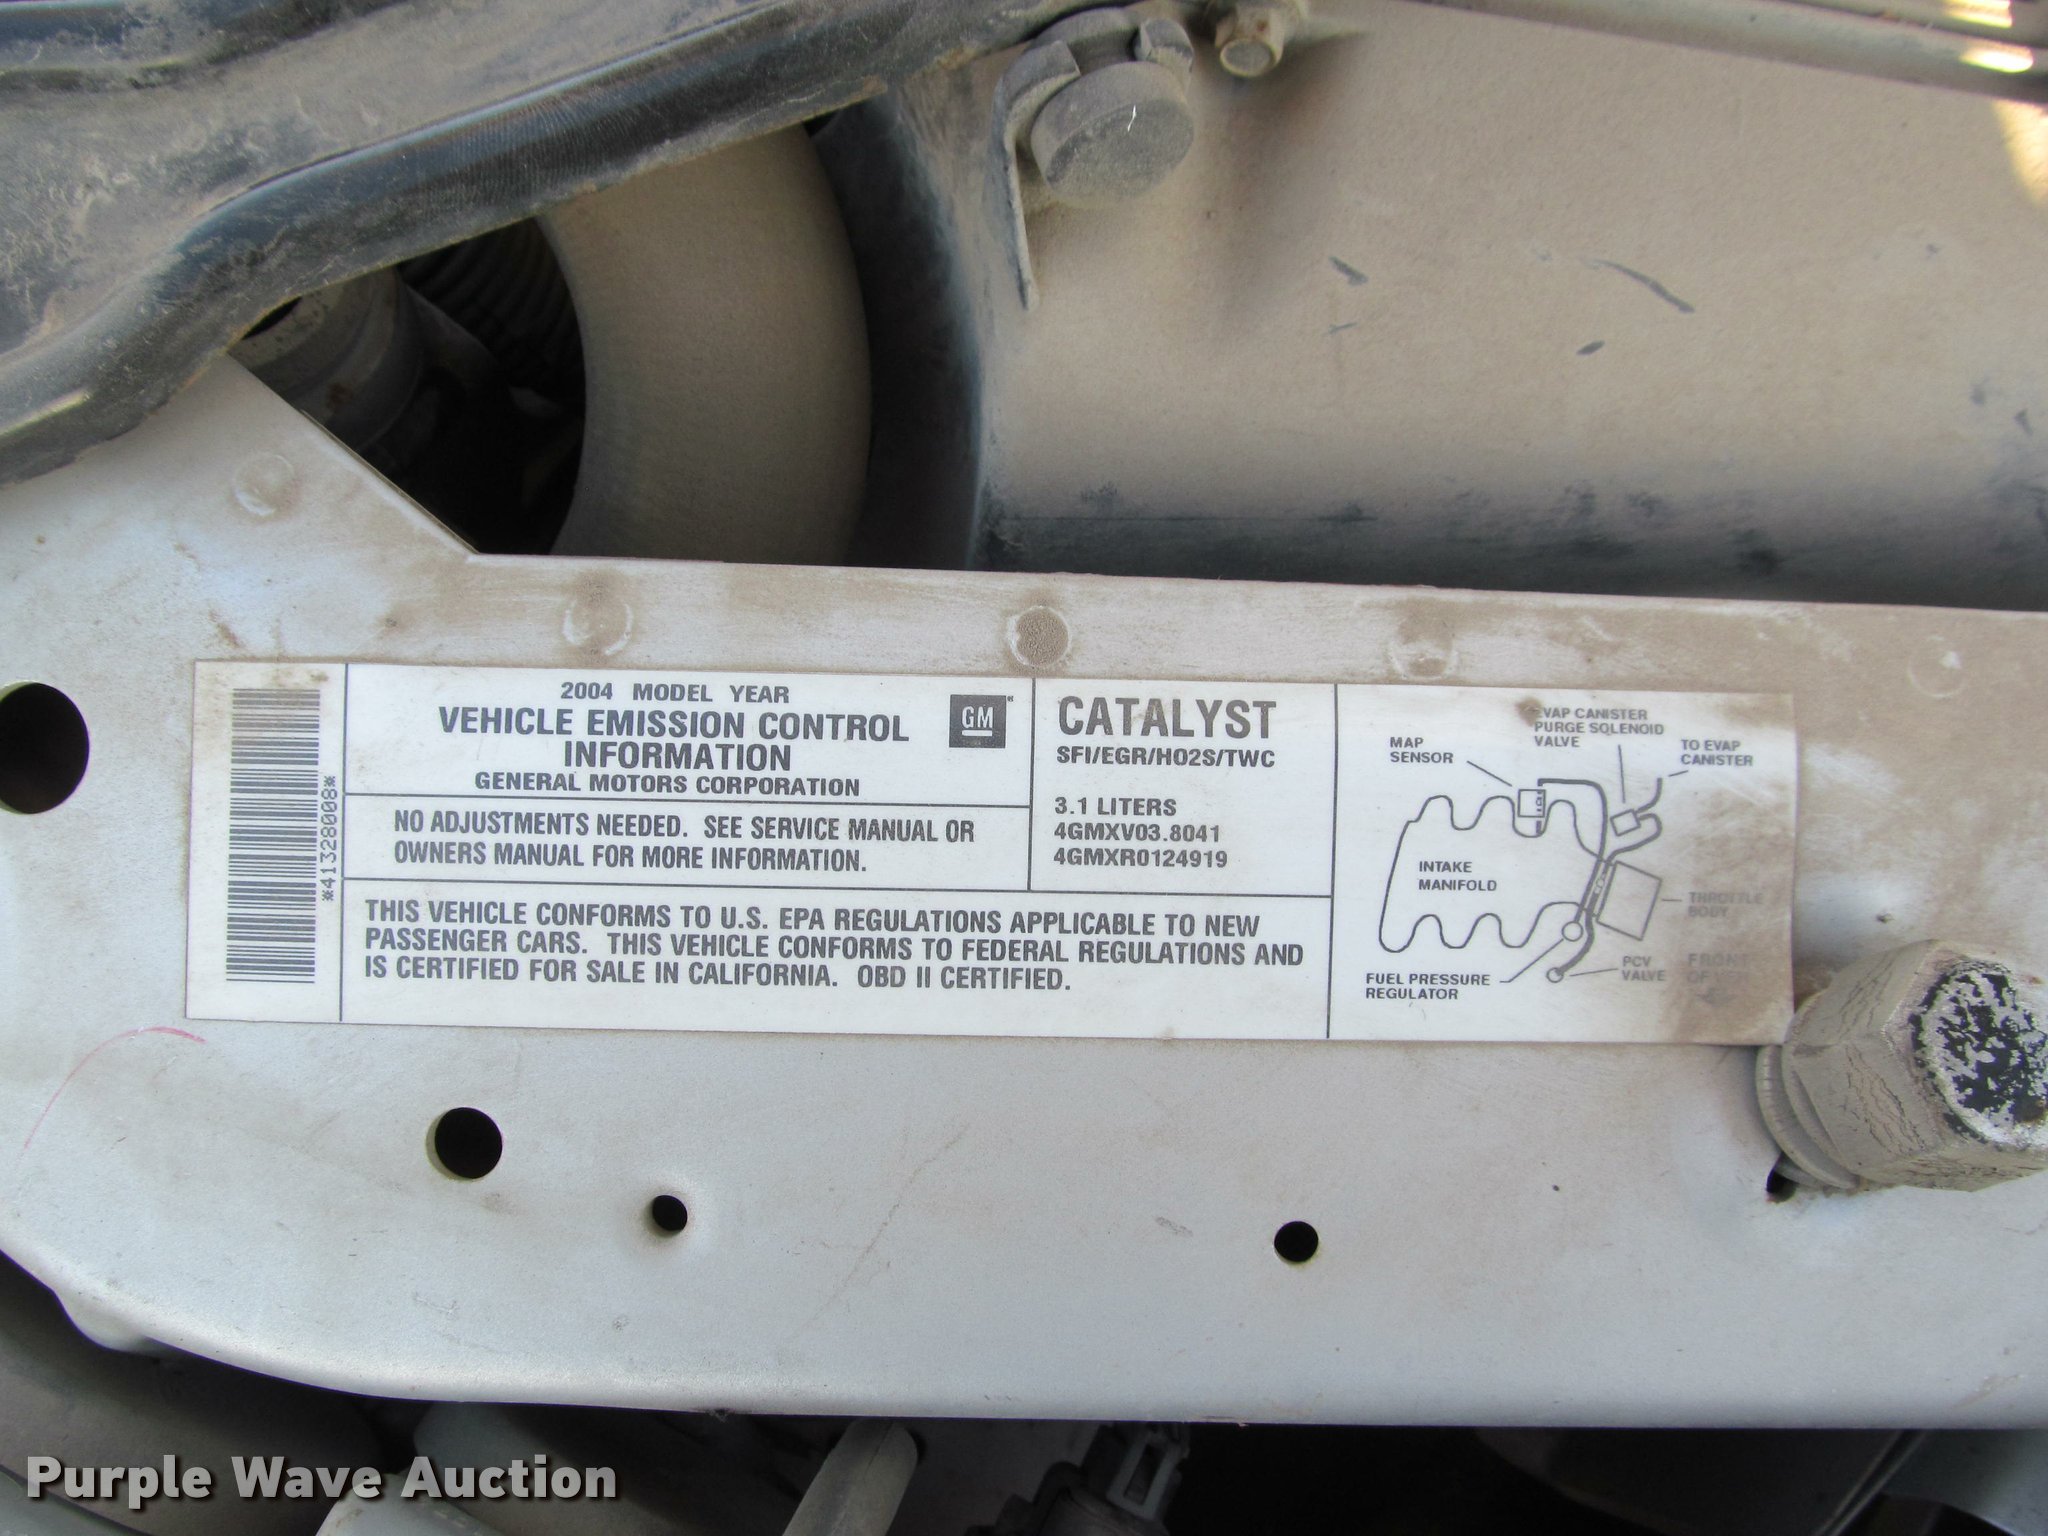 *413280008*
2004 MODEL YEAR
VEHICLE EMISSION CONTROL
INFORMATION
GENERAL MOTORS CORPORATION
GM
NO ADJUSTMENTS NEEDED. SEE SERVICE MANUAL OR
OWNERS MANUAL FOR MORE INFORMATION.
THIS VEHICLE CONFORMS TO U.S. EPA REGULATIONS APPLICABLE TO NEW
PASSENGER CARS. THIS VEHICLE CONFORMS TO FEDERAL REGULATIONS AND
IS CERTIFIED FOR SALE IN CALIFORNIA. OBD II CERTIFIED.
CATALYST
SFI/EGR/HO2S/TWC
3.1 LITERS
4GMXV03.8041
4GMXR0124919
EVAP CANISTER
PURGE SOLENOID
VALVE
MAP
SENSOR
TO EVAP
CANISTER
INTAKE
MANIFOLD
THROTTLE
BODY
PCV
VALVE
FRONT
OF
FUEL PRESSURE
REGULATOR
Purple Wave Auction